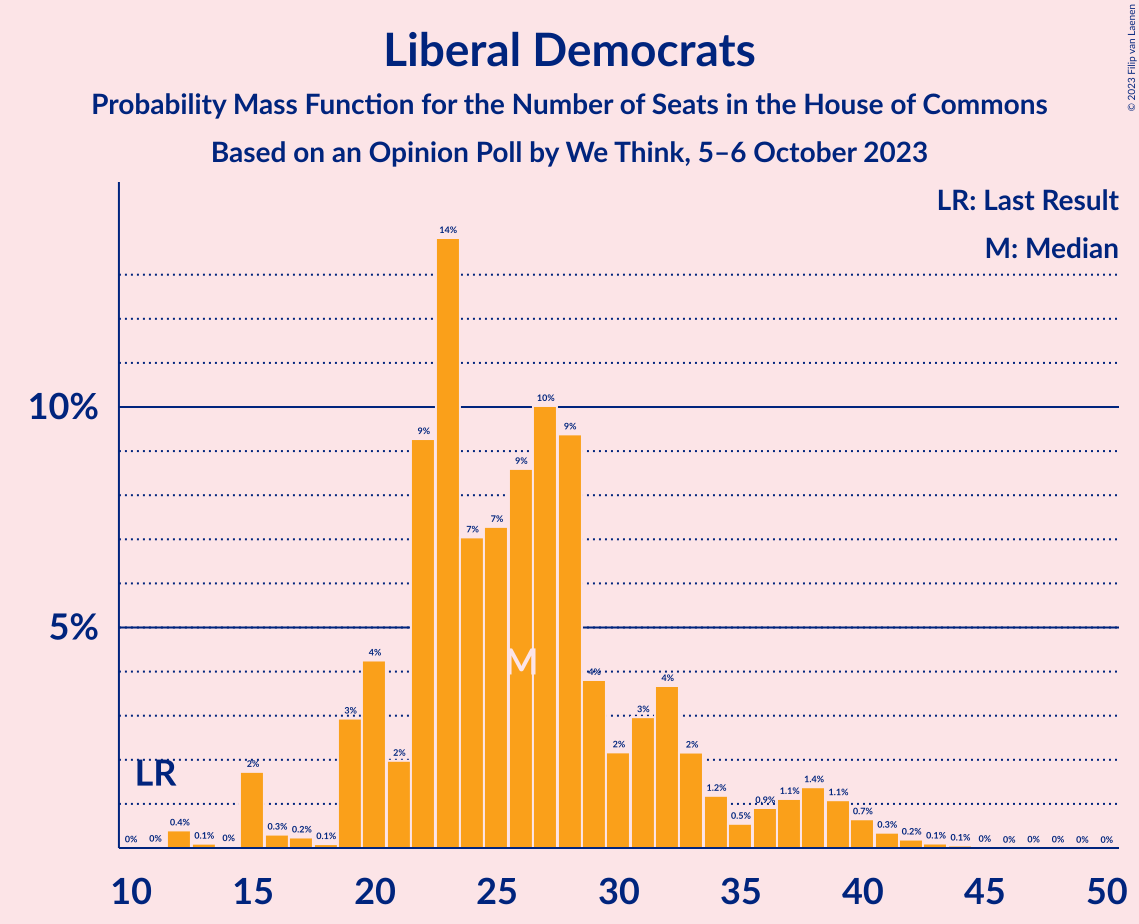 Liberal Democrats
Probability Mass Function for the Number of Seats in the House of Commons
Based on an Opinion Poll by We Think, 5–6 October 2023
© 2023 Filip van Laenen
LR: Last Result
M: Median
10%
5%
LR
M
0% 0% 0.4% 0.1% 0% 2% 0.3% 0.2% 0.1% 3% 4% 2% 9% 14% 7% 7% 9% 10% 9% 4% 2% 3% 4% 2% 1.2% 0.5% 0.9% 1.1% 1.4% 1.1% 0.7% 0.3% 0.2% 0.1% 0.1% 0% 0% 0% 0% 0% 0%
10 15 20 25 30 35 40 45 50